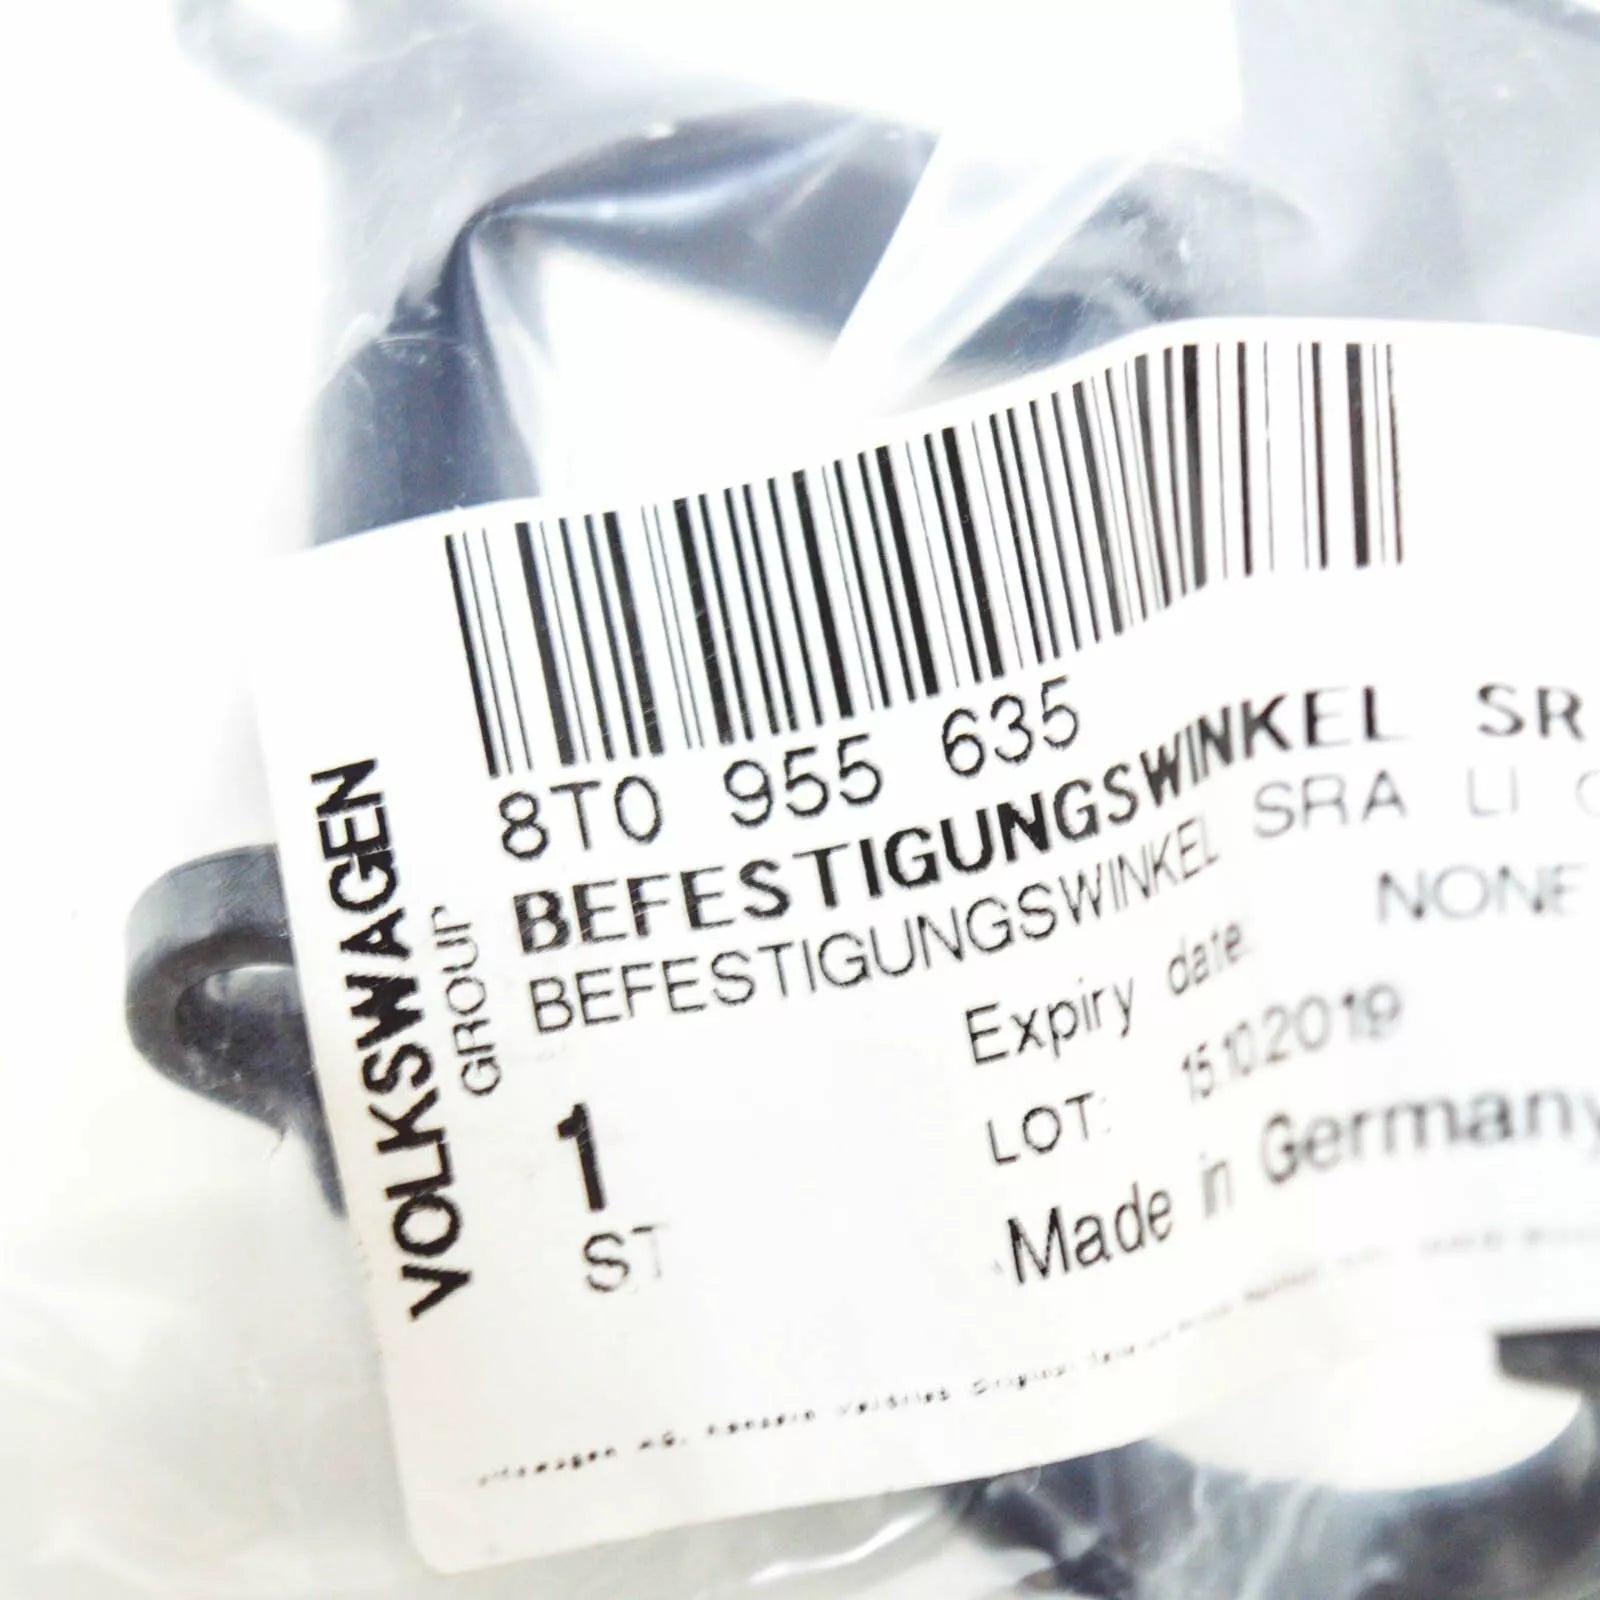 VOLKSWAGEN
GROUP
8T0 955 635
BEFESTIGUNGSWINKEL SR
BEFESTIGUNGSWINKEL SRA LI
Expiry date: NONE
LOT: 15.10.2019
1
ST
Made in Germany